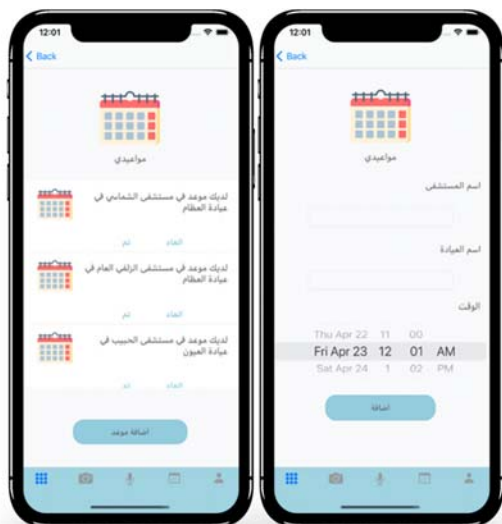 12:01
Back
مواعيدي
لديك موعد في مستشفى الشماسي في
عيادة العظام
الغاء تم
لديك موعد في مستشفى الزلفي العام في
عيادة العظام
الغاء تم
لديك موعد في مستشفى الحبيب في
عيادة العيون
الغاء تم
اضافة موعد
12:01
Back
مواعيدي
اسم المستشفى
اسم العيادة
الوقت
Thu Apr 22 11 00
Fri Apr 23 12 01 AM
Sat Apr 24 1 02 PM
اضافة